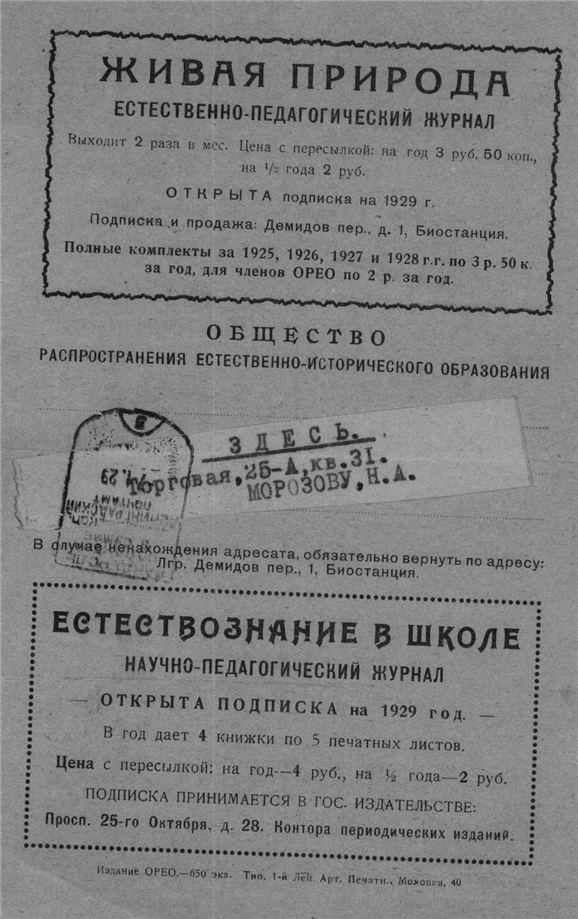 ЖИВАЯ ПРИРОДА
ЕСТЕСТВЕННО-ПЕДАГОГИЧЕСКИЙ ЖУРНАЛ
Выходит 2 раза в мес. Цена с пересылкой: на год 3 руб. 50 коп.,
на ½ года 2 руб.
ОТКРЫТА подписка на 1929 г.
Подписка и продажа: Демидов пер., д. 1, Биостанция.
Полные комплекты за 1925, 1926, 1927 и 1928 г.г. по 3 р. 50 к.
за год, для членов ОРЕО по 2 р. за год.
ОБЩЕСТВО
РАСПРОСТРАНЕНИЯ ЕСТЕСТВЕННО-ИСТОРИЧЕСКОГО ОБРАЗОВАНИЯ
ЗДЕСЬ.
Торговая,25-А,кв.31.
МОРОЗОВУ,Н.А.
В случае ненахождения адресата, обязательно вернуть по адресу:
Лгр. Демидов пер., 1, Биостанция.
ЕСТЕСТВОЗНАНИЕ В ШКОЛЕ
НАУЧНО-ПЕДАГОГИЧЕСКИЙ ЖУРНАЛ
— ОТКРЫТА ПОДПИСКА на 1929 год. —
В год дает 4 книжки по 5 печатных листов.
Цена с пересылкой: на год—4 руб., на ½ года—2 руб.
ПОДПИСКА ПРИНИМАЕТСЯ В ГОС. ИЗДАТЕЛЬСТВЕ:
Просп. 25-го Октября, д. 28. Контора периодических изданий.
Издание ОРЕО.—650 экз. Тип. 1-й Лен. Арт. Печатн., Моховая, 40